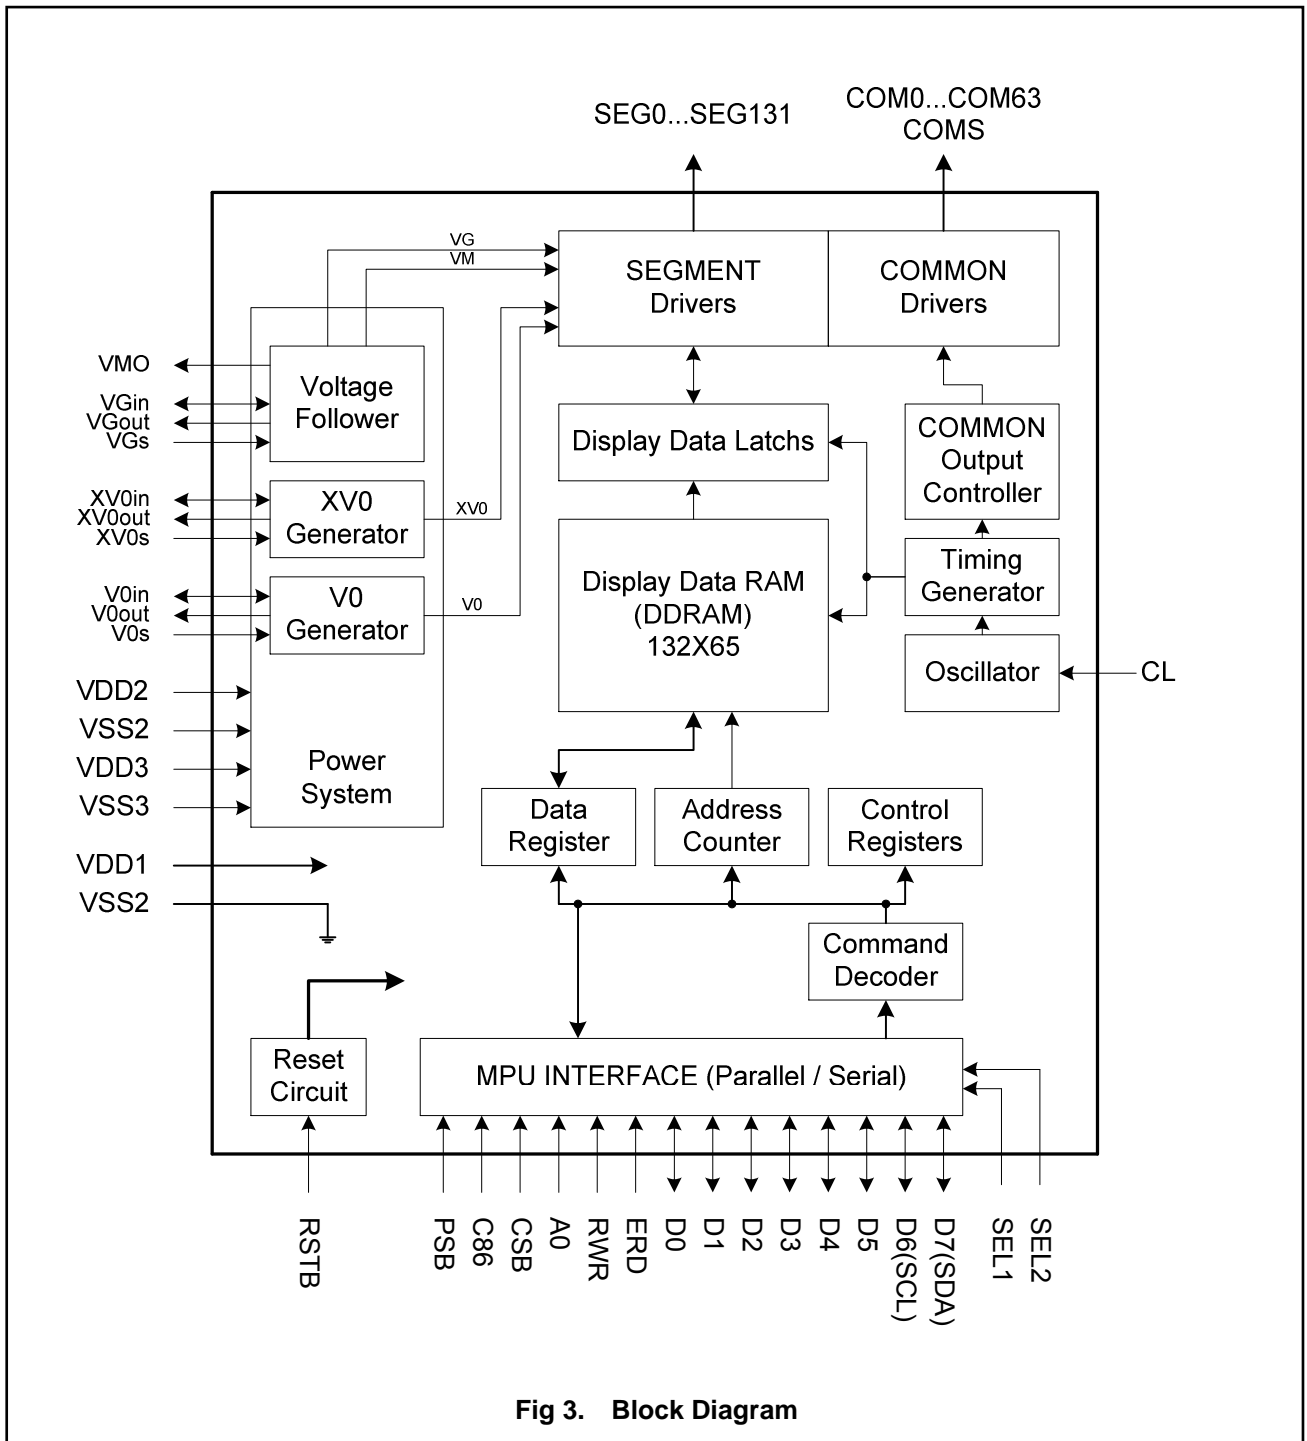 SEG0...SEG131
COM0...COM63
COMS
VG
VM
SEGMENT
Drivers
COMMON
Drivers
VMO
VGin
VGout
VGs
Voltage
Follower
Display Data Latchs
COMMON
Output
Controller
XV0in
XV0out
XV0s
XV0
Generator
XV0
Display Data RAM
(DDRAM)
132X65
Timing
Generator
V0in
V0out
V0s
V0
Generator
V0
Oscillator
CL
VDD2
VSS2
VDD3
VSS3
Power
System
Data
Register
Address
Counter
Control
Registers
VDD1
VSS2
Command
Decoder
Reset
Circuit
MPU INTERFACE (Parallel / Serial)
RSTB
PSB
C86
CSB
A0
RWR
ERD
D0
D1
D2
D3
D4
D5
D6(SCL)
D7(SDA)
SEL1
SEL2
Fig 3. Block Diagram